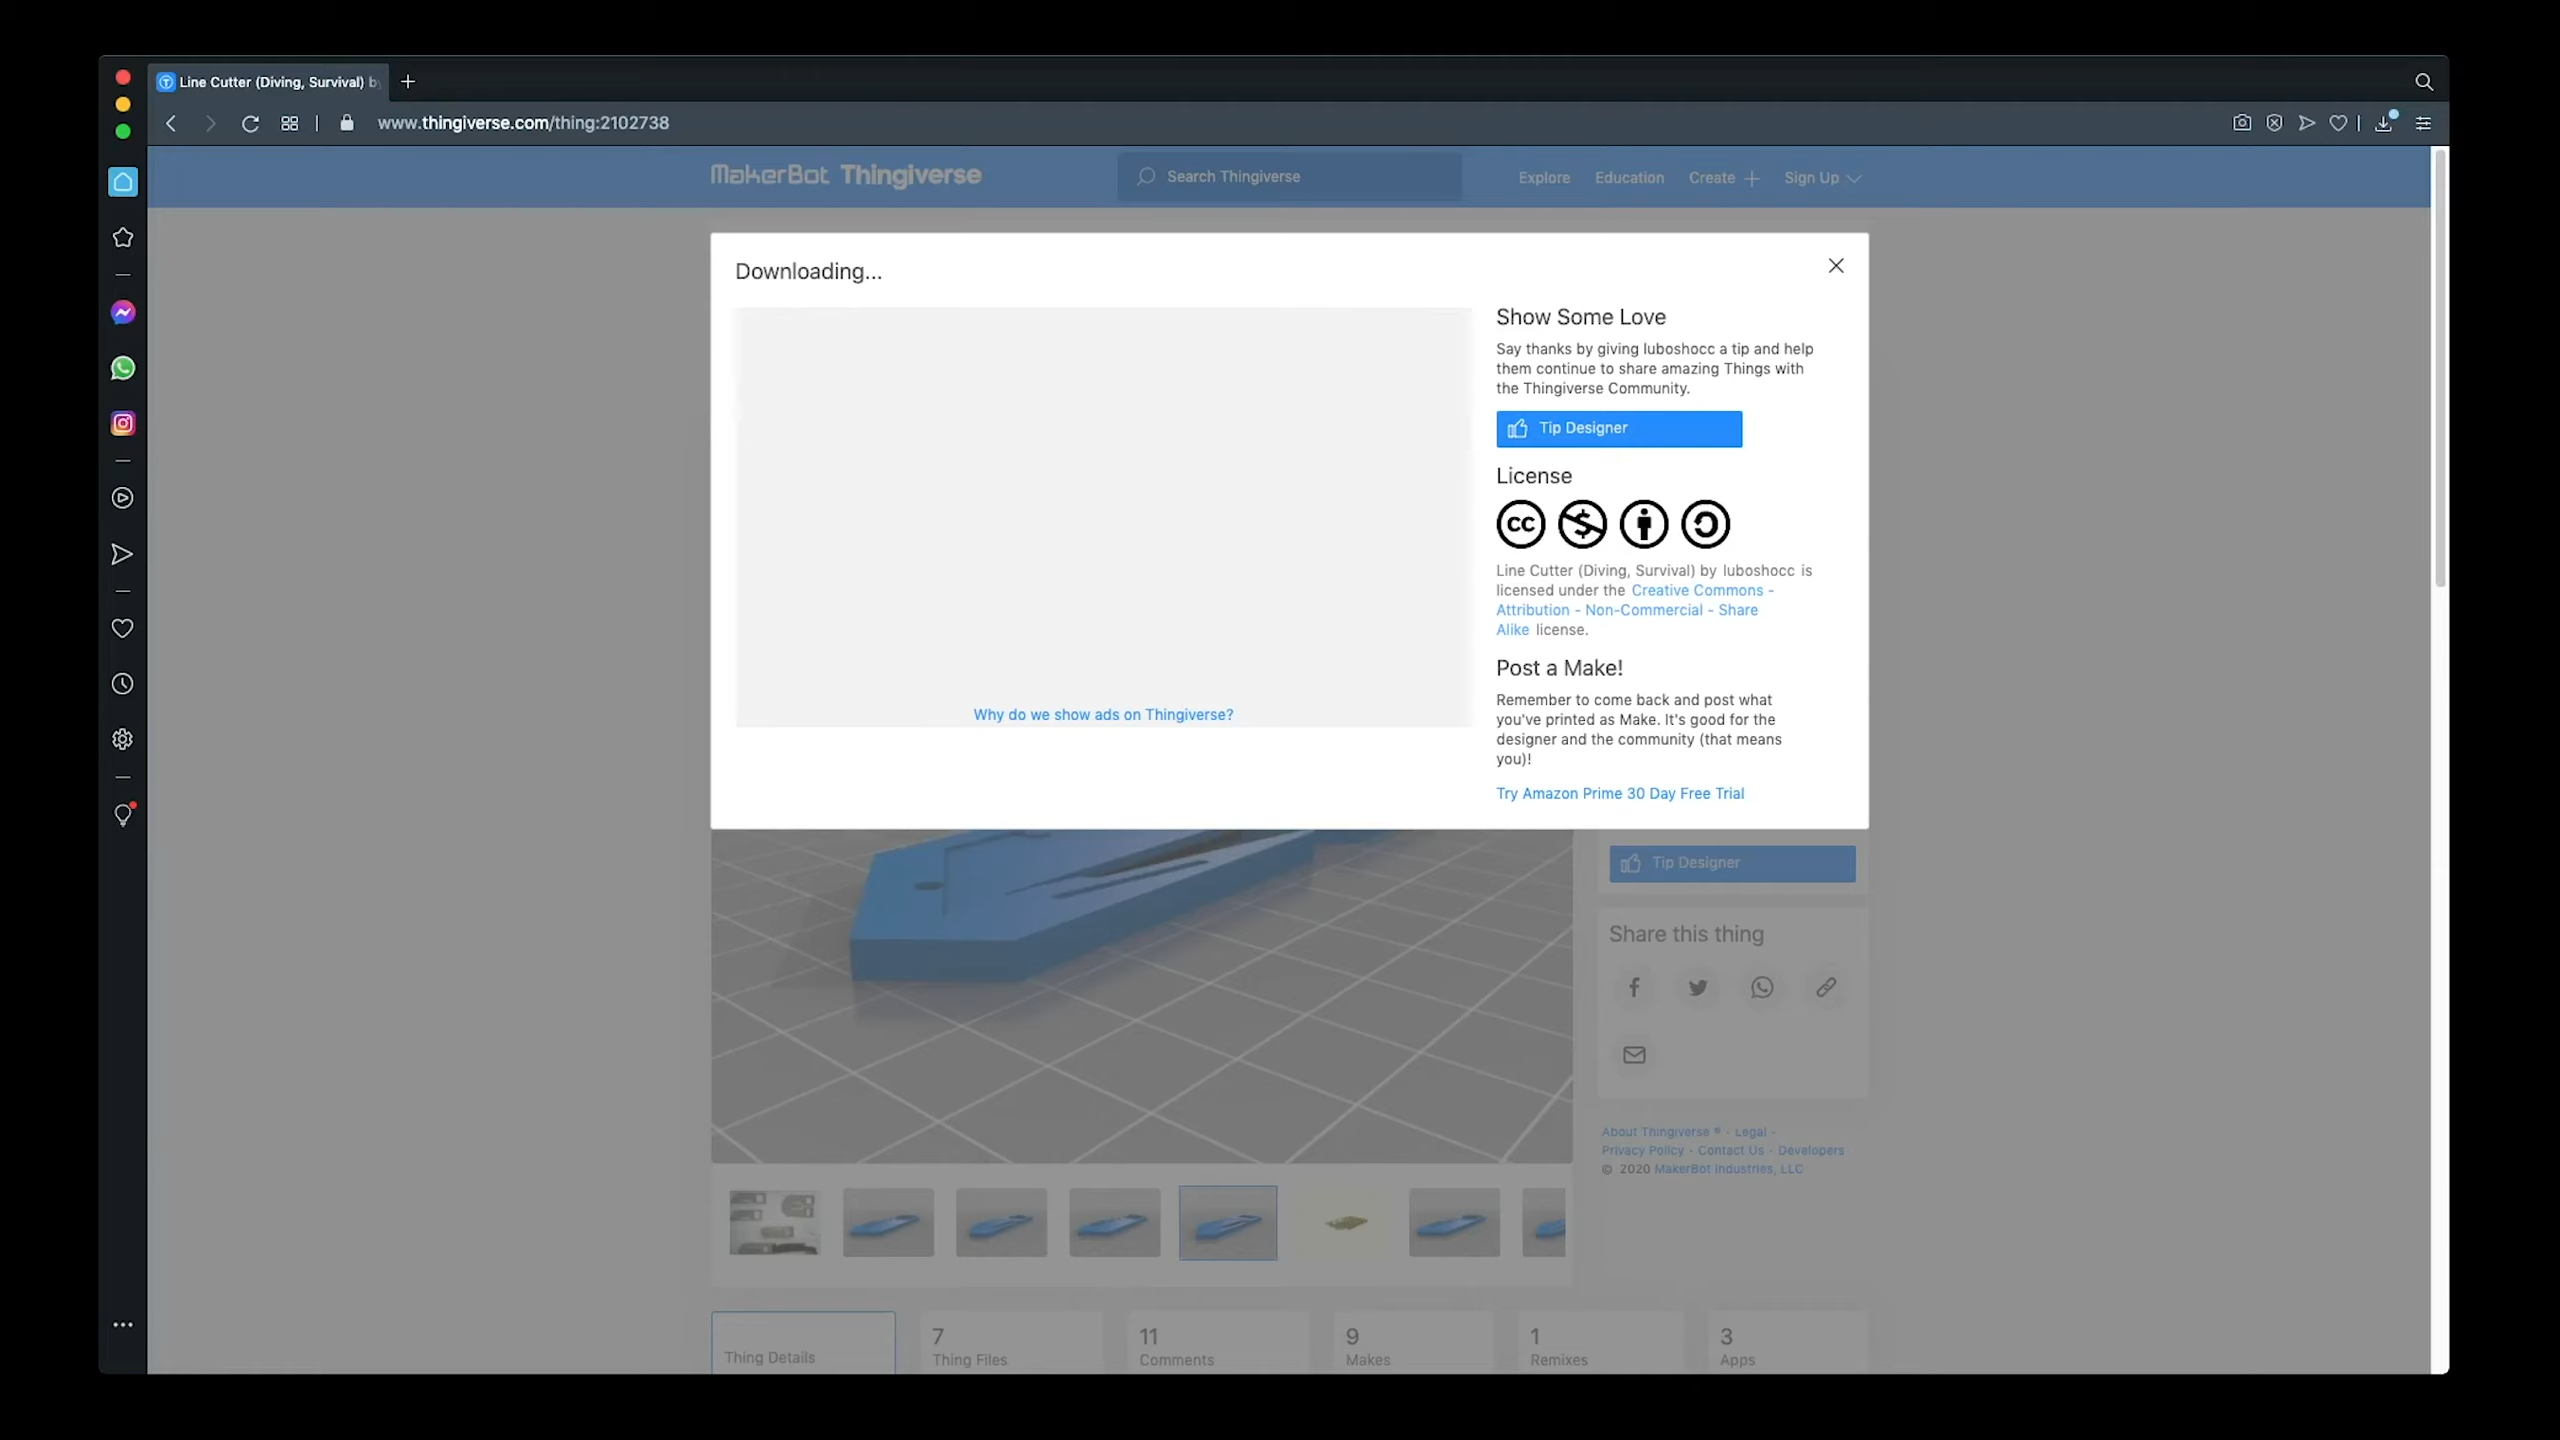 Line Cutter (Diving, Survival) by
www.thingiverse.com/thing:2102738
MakerBot Thingiverse
Search Thingiverse
Explore
Education
Create
Sign Up
Downloading...
Why do we show ads on Thingiverse?
Show Some Love
Say thanks by giving luboshocc a tip and help
them continue to share amazing Things with
the Thingiverse Community.
Tip Designer
License
cc
Line Cutter (Diving, Survival) by luboshocc is
licensed under the Creative Commons -
Attribution - Non-Commercial - Share
Alike license.
Post a Make!
Remember to come back and post what
you've printed as Make. It's good for the
designer and the community (that means
you)!
Try Amazon Prime 30 Day Free Trial
Tip Designer
Share this thing
About Thingiverse ® · Legal ·
Privacy Policy · Contact Us · Developers
© 2020 MakerBot Industries, LLC
Thing Details
7
Thing Files
11
Comments
9
Makes
1
Remixes
3
Apps